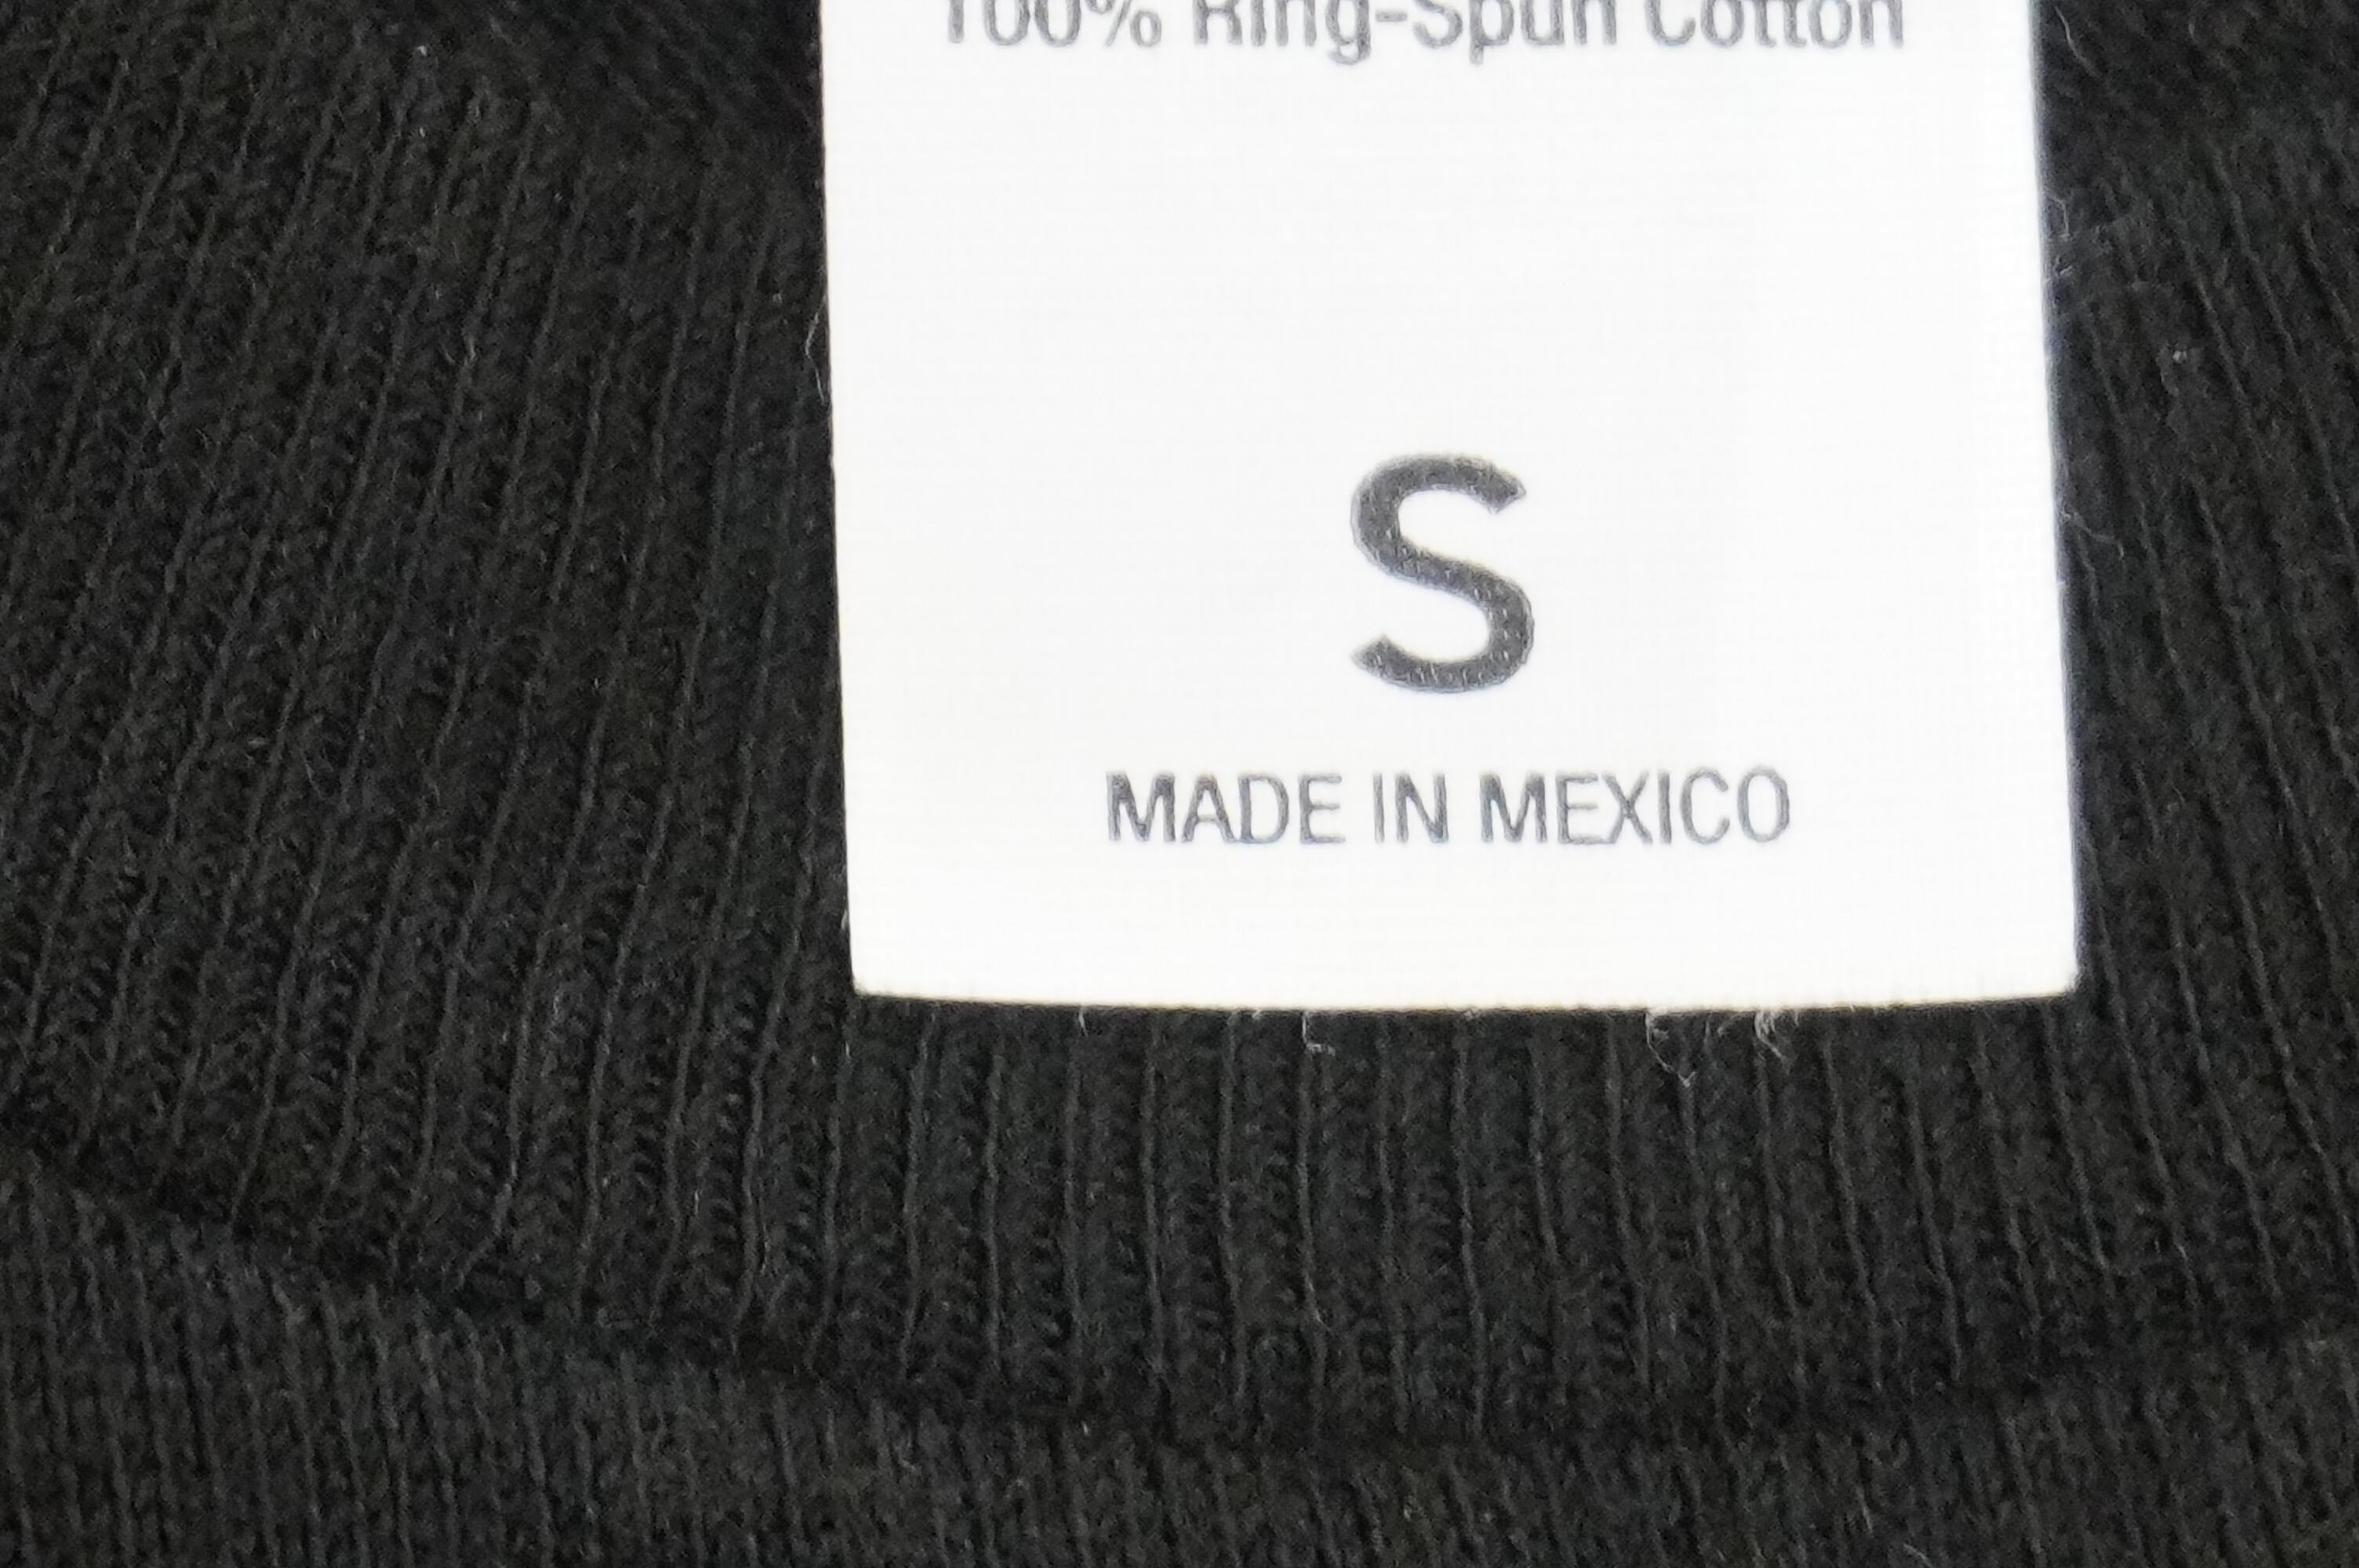 100% Ring-Spun Cotton
S
MADE IN MEXICO